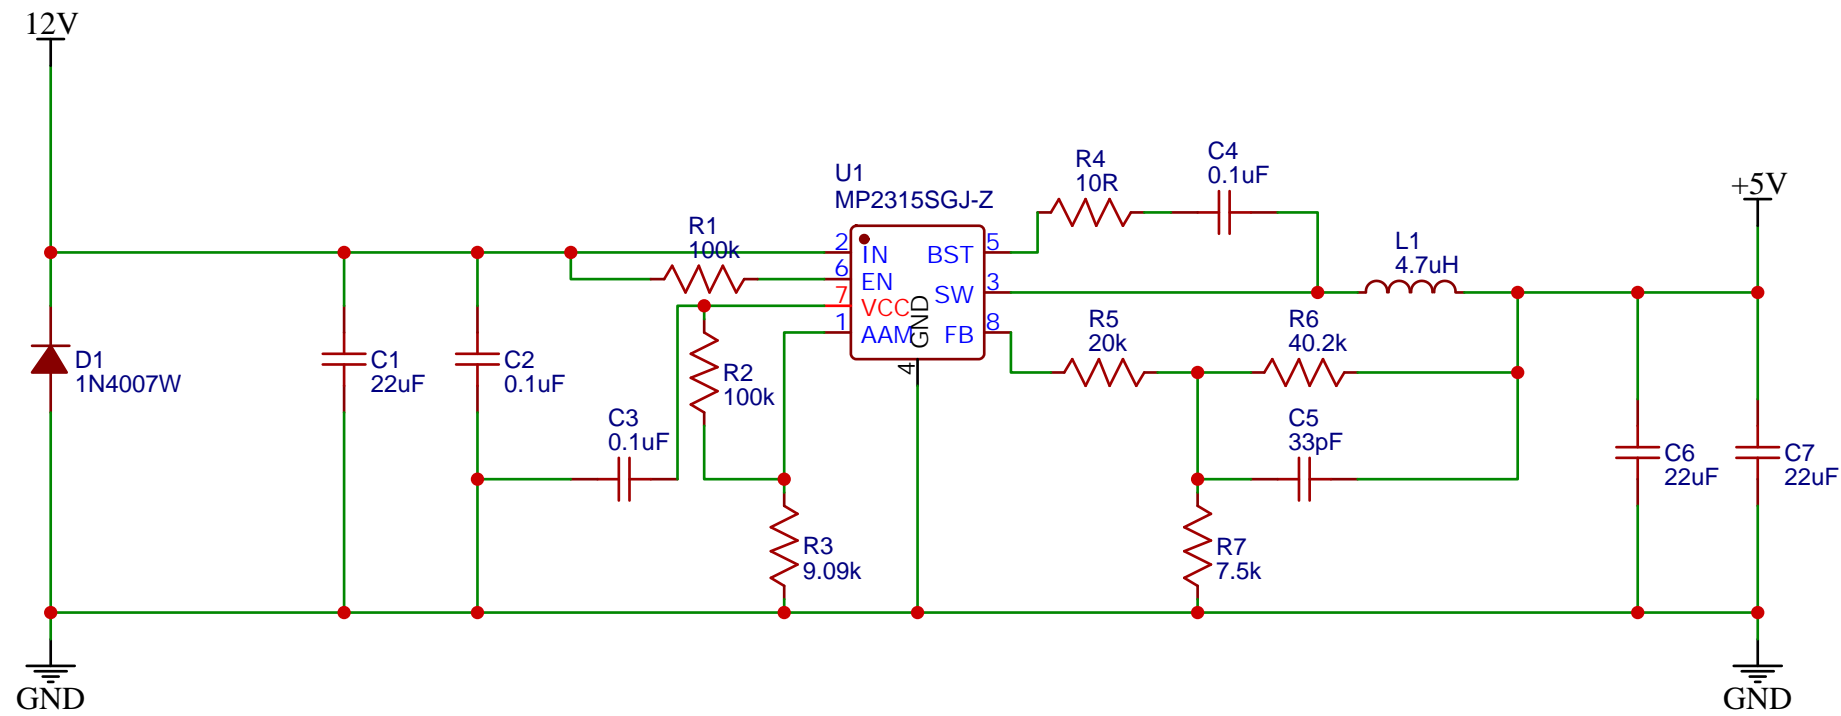 12V
U1
MP2315SGJ-Z
R4
10R
C4
0.1uF
+5V
R1
100k
2
IN
BST
5
L1
4.7uH
6
EN
7
VCC
SW
3
1
AAM
GND
FB
8
4
R5
20k
R6
40.2k
D1
1N4007W
C1
22uF
C2
0.1uF
R2
100k
C3
0.1uF
C5
33pF
C6
22uF
C7
22uF
R3
9.09k
R7
7.5k
GND
GND